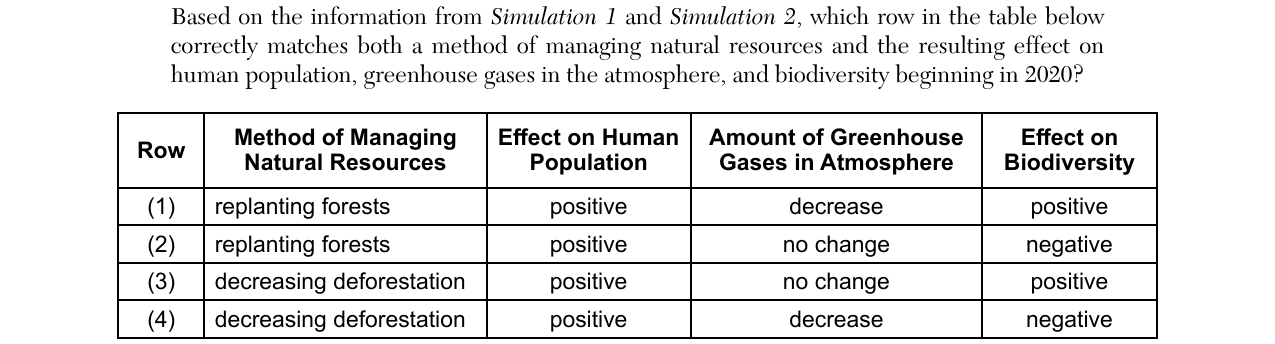 Based on the information from Simulation 1 and Simulation 2, which row in the table below
correctly matches both a method of managing natural resources and the resulting effect on
human population, greenhouse gases in the atmosphere, and biodiversity beginning in 2020?
Row | Method of Managing Natural Resources | Effect on Human Population | Amount of Greenhouse Gases in Atmosphere | Effect on Biodiversity
(1) | replanting forests | positive | decrease | positive
(2) | replanting forests | positive | no change | negative
(3) | decreasing deforestation | positive | no change | positive
(4) | decreasing deforestation | positive | decrease | negative